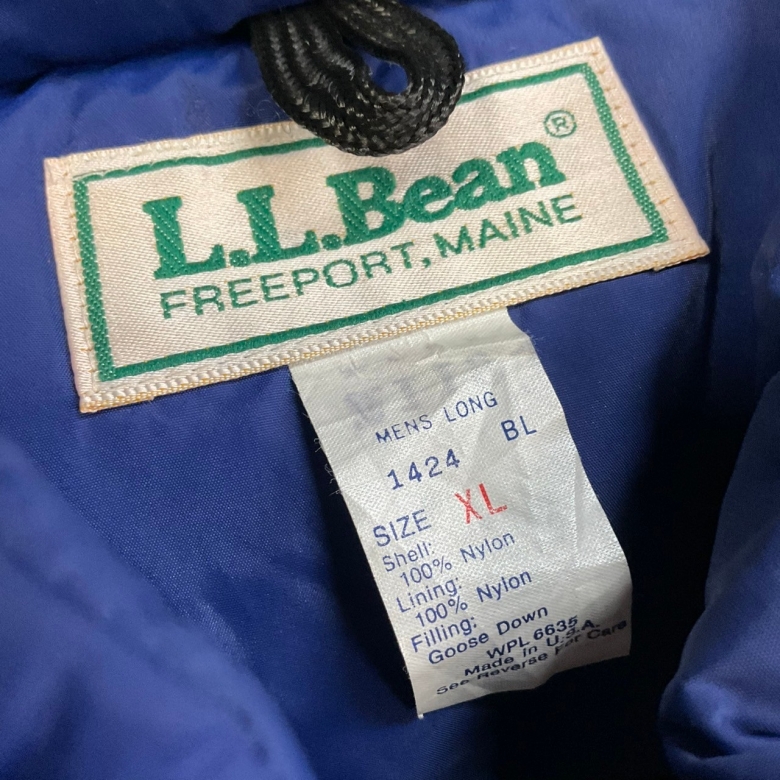 L.L.Bean®
FREEPORT, MAINE
MENS LONG
1424 BL
SIZE XL
Shell:
100% Nylon
Lining:
100% Nylon
Filling:
Goose Down
WPL 6635
Made in U.S.A.
See Reverse For Care